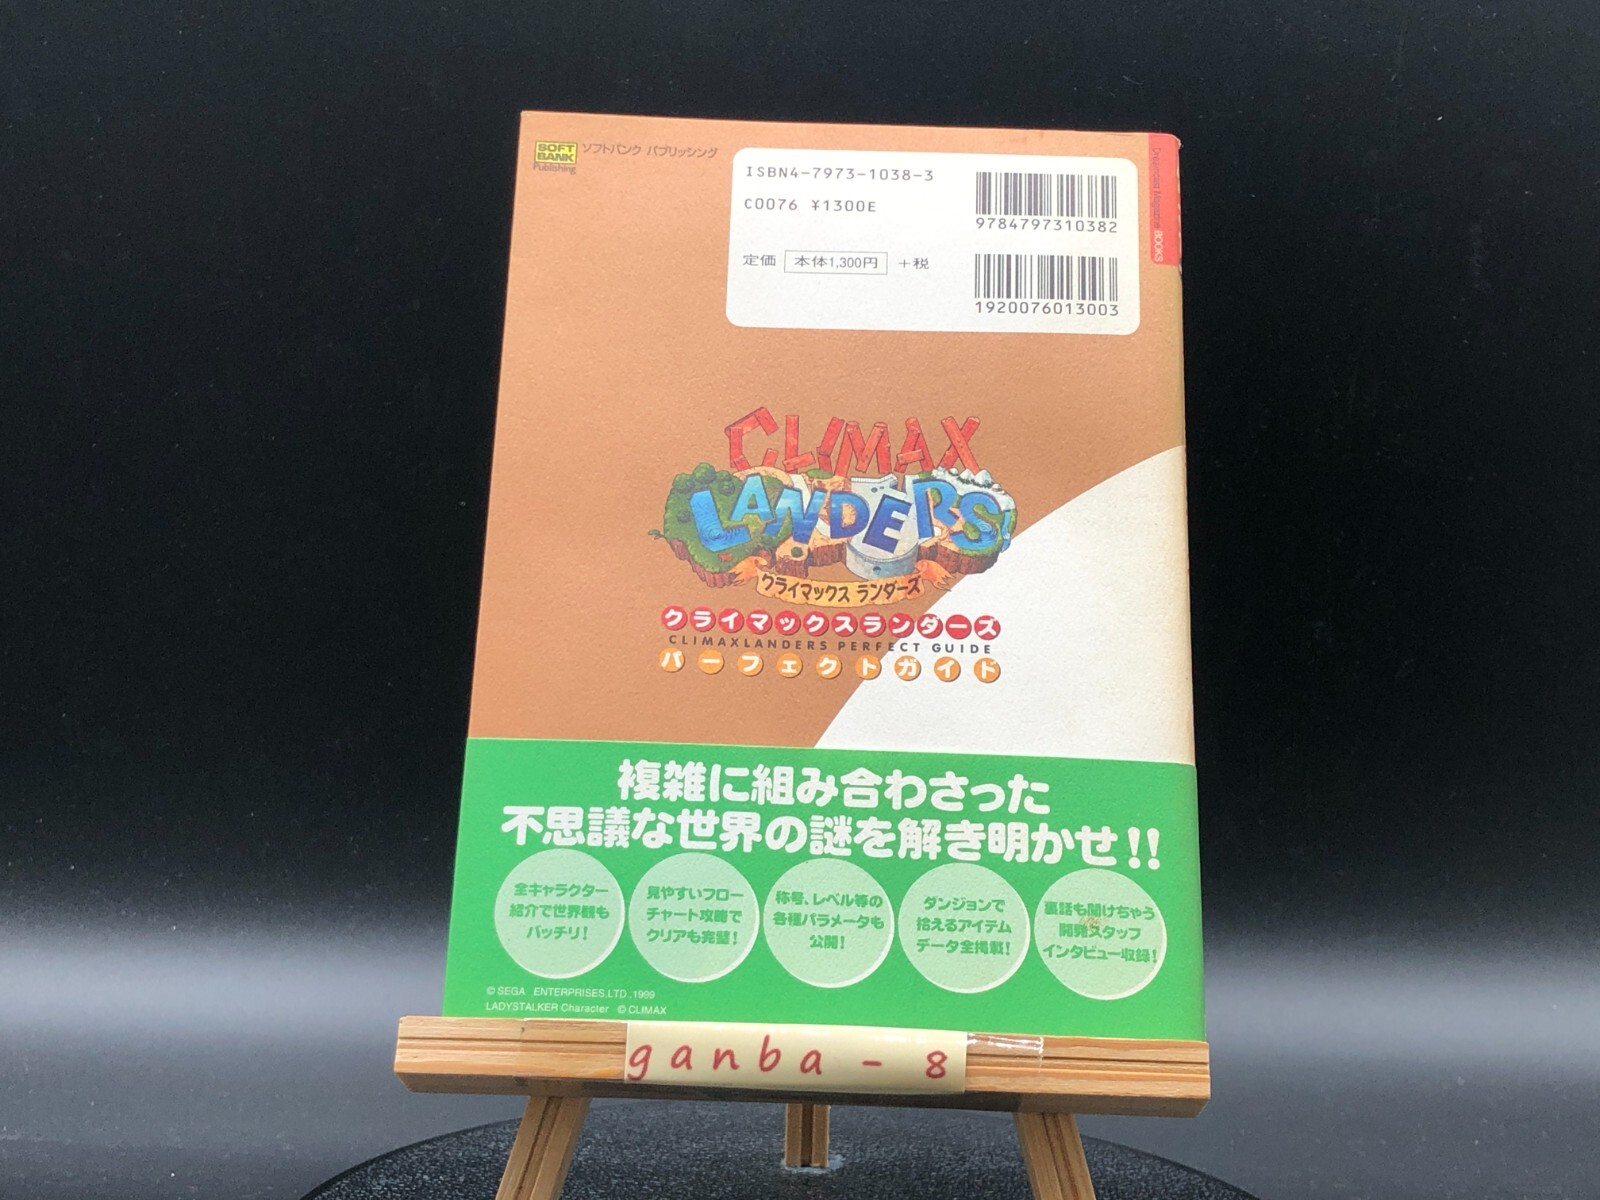 SOFT
BANK
Publishing
ソフトバンク パブリッシング
ISBN4-7973-1038-3
C0076 ¥1300E
9784797310382
定価 本体1,300円 +税
1920076013003
Dreamcast Magazine BOOKS
CLIMAX
LANDERS
クライマックス ランダーズ
クライマックスランダーズ
CLIMAXLANDERS PERFECT GUIDE
パーフェクトガイド
複雑に組み合わさった
不思議な世界の謎を解き明かせ!!
全キャラクター
紹介で世界観も
バッチリ!
見やすいフロー
チャート攻略で
クリアも完璧!
称号、レベル等の
各種パラメータも
公開!
ダンジョンで
拾えるアイテム
データ全掲載!
裏話も聞けちゃう
開発スタッフ
インタビュー収録!
© SEGA ENTERPRISES,LTD.,1999
LADYSTALKER Character © CLIMAX
ganba - 8